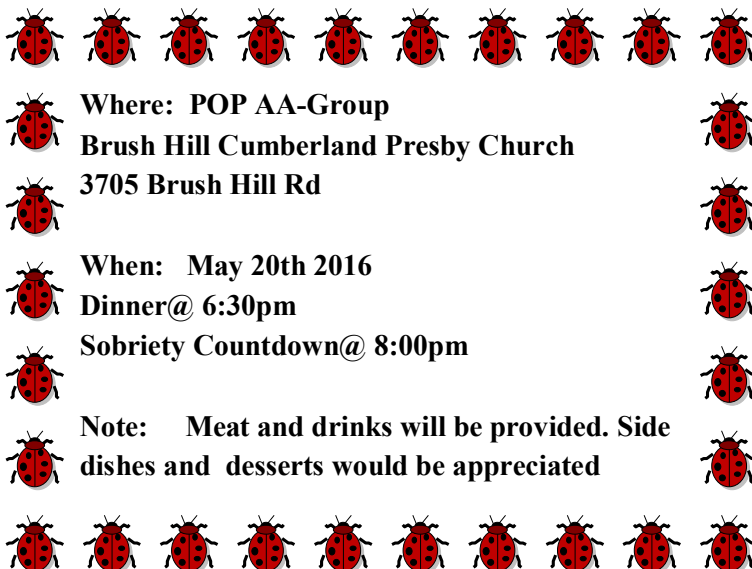 Where:  POP AA-Group
Brush Hill Cumberland Presby Church
3705 Brush Hill Rd
When:   May 20th 2016
Dinner@ 6:30pm
Sobriety Countdown@ 8:00pm
Note:     Meat and drinks will be provided. Side
dishes and  desserts would be appreciated